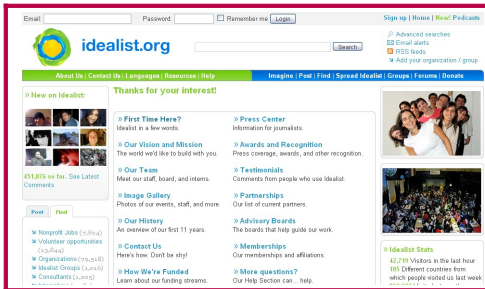 Email: Password: Remember me Login
Sign up | Home | New! Podcasts
idealist.org
Search
Advanced searches
Email alerts
RSS feeds
Add your organization / group
About Us | Contact Us | Languages | Resources | Help
Imagine | Post | Find | Spread Idealist | Groups | Forums | Donate
» New on Idealist:
451,876 so far. See Latest
Comments
Post Find
Nonprofit Jobs (7,694)
Volunteer opportunities
Organizations (70,518)
Idealist Groups
Consultants
Thanks for your interest!
» First Time Here?
Idealist in a few words.
» Our Vision and Mission
The world we'd like to build with you.
» Our Team
Meet our staff, board, and interns.
» Image Gallery
Photos of our events, staff, and more.
» Our History
An overview of our first 11 years.
» Contact Us
We're here. Don't be shy!
» How We're Funded
Learn about our funding streams.
» Press Center
Information for journalists.
» Awards and Recognition
Press coverage, awards, and other recognition.
» Testimonials
Comments from people who use Idealist.
» Partnerships
Our list of current partners.
» Advisory Boards
The boards that help guide our work.
» Memberships
Our memberships and affiliations.
» More questions?
Our Help Section can... help.
» Idealist Stats
42,719 Visitors in the last hour
185 Different countries from
which people visited us last week